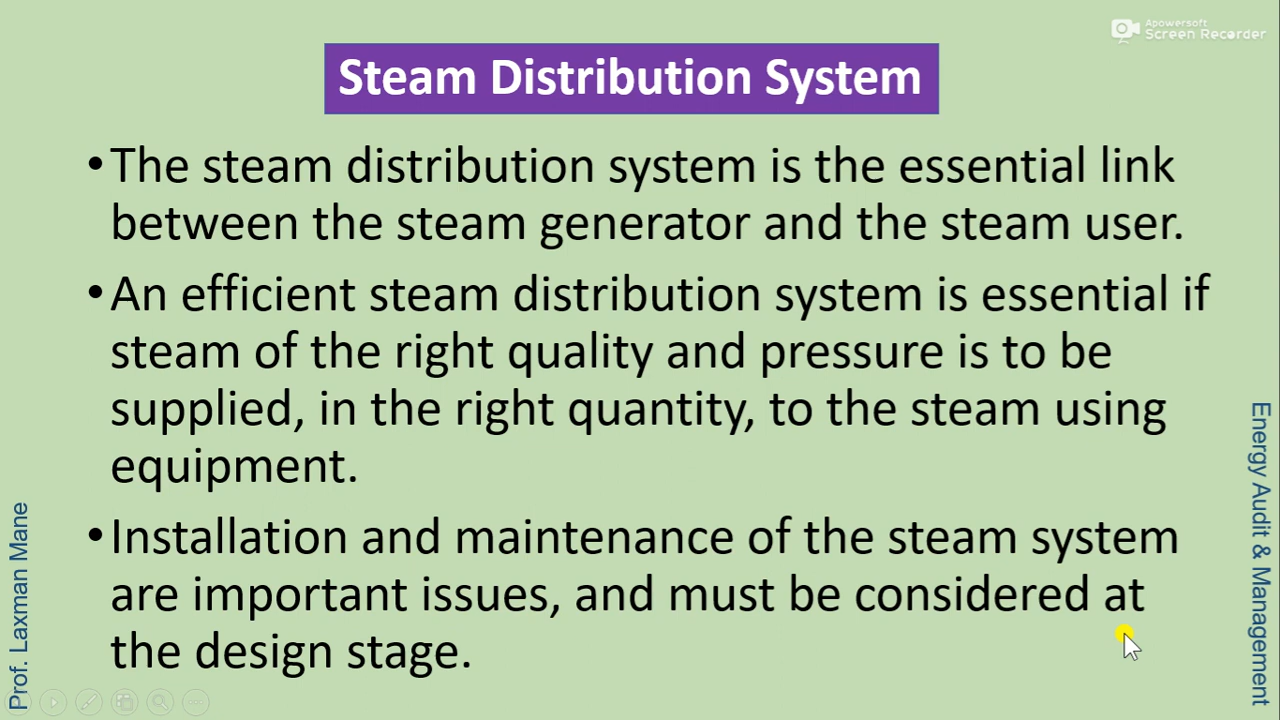 Apowersoft
Screen Recorder
Steam Distribution System
•The steam distribution system is the essential link
between the steam generator and the steam user.
•An efficient steam distribution system is essential if
steam of the right quality and pressure is to be
supplied, in the right quantity, to the steam using
equipment.
•Installation and maintenance of the steam system
are important issues, and must be considered at
the design stage.
Prof. Laxman Mane
Energy Audit & Management